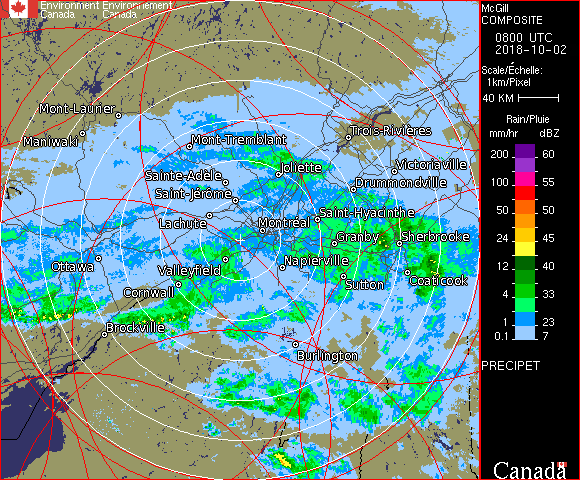 Environment Environnement
Canada Canada
McGill
COMPOSITE
0800 UTC
2018-10-02
Scale/Échelle:
1km/Pixel
40 KM
Rain/Pluie
mm/hr dBZ
200 60
100 55
50 50
24 45
12 40
4 33
1 23
0.1 7
PRECIPET
Canada
Mont-Laurier
Maniwaki
Mont-Tremblant
Trois-Rivières
Joliette
Victoriaville
Sainte-Adèle
Drummondville
Saint-Jérôme
Lachute
Saint-Hyacinthe
Montréal
Granby
Sherbrooke
Ottawa
Valleyfield
Napierville
Sutton
Coaticook
Cornwall
Brockville
Burlington